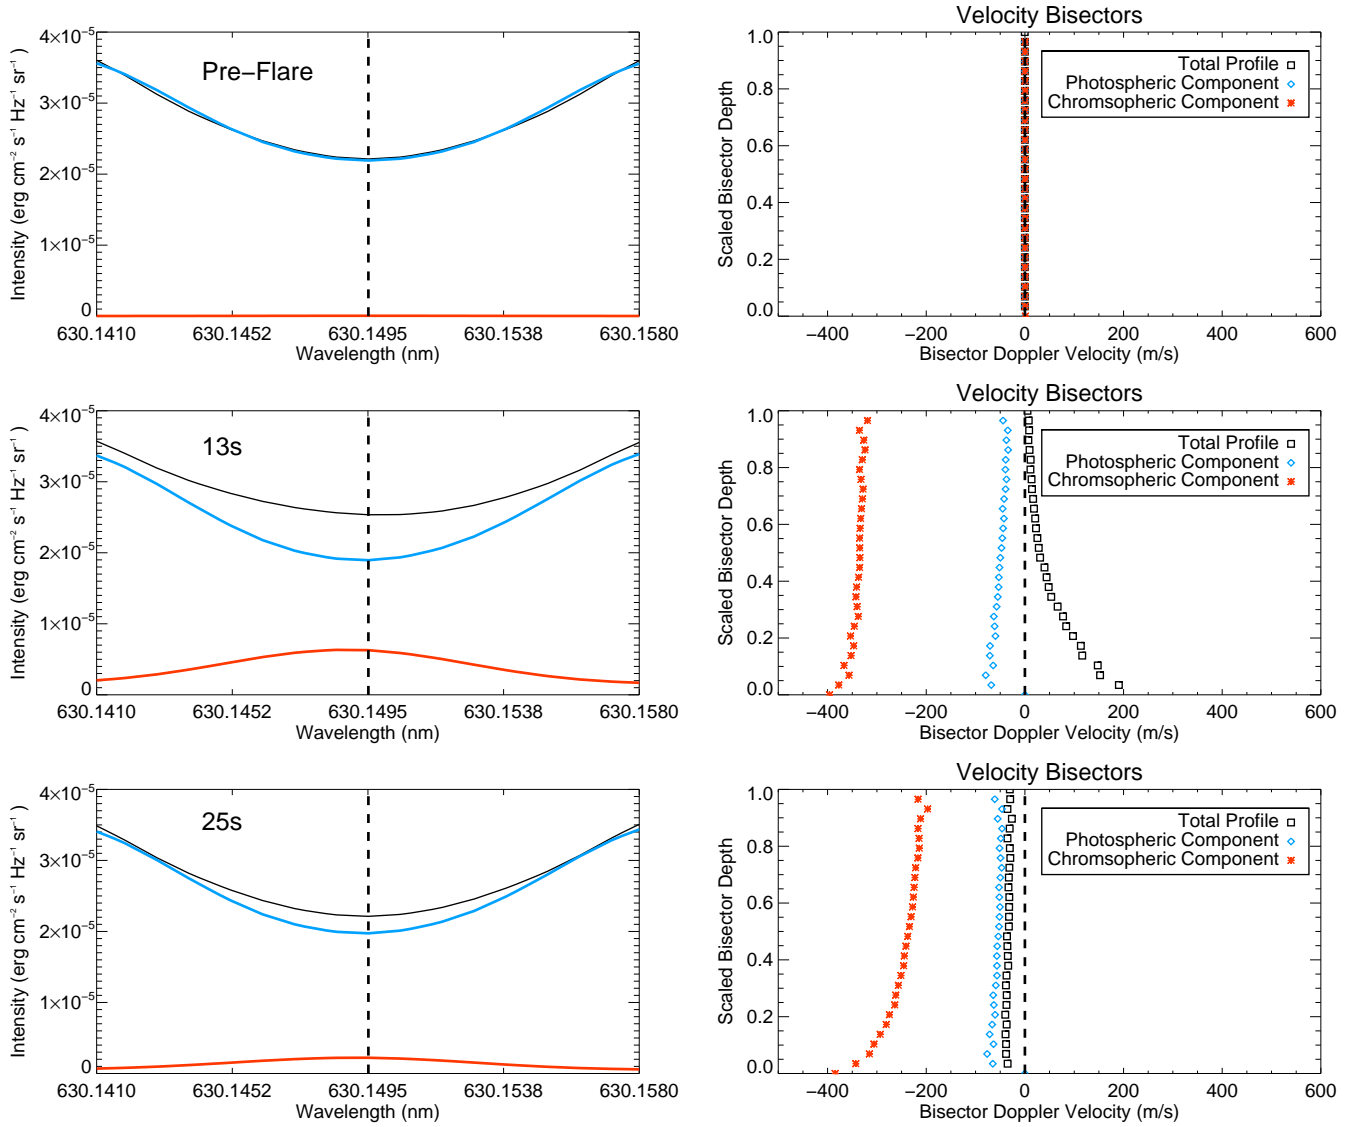 Velocity Bisectors
Pre−Flare
Intensity (erg cm⁻² s⁻¹ Hz⁻¹ sr⁻¹ )
4×10⁻⁵
3×10⁻⁵
2×10⁻⁵
1×10⁻⁵
0
630.1410 630.1452 630.1495 630.1538 630.1580
Wavelength (nm)
Scaled Bisector Depth
1.0
0.8
0.6
0.4
0.2
0.0
Total Profile
Photospheric Component
Chromsopheric Component
−400 −200 0 200 400 600
Bisector Doppler Velocity (m/s)
Velocity Bisectors
13s
Intensity (erg cm⁻² s⁻¹ Hz⁻¹ sr⁻¹ )
4×10⁻⁵
3×10⁻⁵
2×10⁻⁵
1×10⁻⁵
0
630.1410 630.1452 630.1495 630.1538 630.1580
Wavelength (nm)
Scaled Bisector Depth
1.0
0.8
0.6
0.4
0.2
0.0
Total Profile
Photospheric Component
Chromsopheric Component
−400 −200 0 200 400 600
Bisector Doppler Velocity (m/s)
Velocity Bisectors
25s
Intensity (erg cm⁻² s⁻¹ Hz⁻¹ sr⁻¹ )
4×10⁻⁵
3×10⁻⁵
2×10⁻⁵
1×10⁻⁵
0
630.1410 630.1452 630.1495 630.1538 630.1580
Wavelength (nm)
Scaled Bisector Depth
1.0
0.8
0.6
0.4
0.2
0.0
Total Profile
Photospheric Component
Chromsopheric Component
−400 −200 0 200 400 600
Bisector Doppler Velocity (m/s)